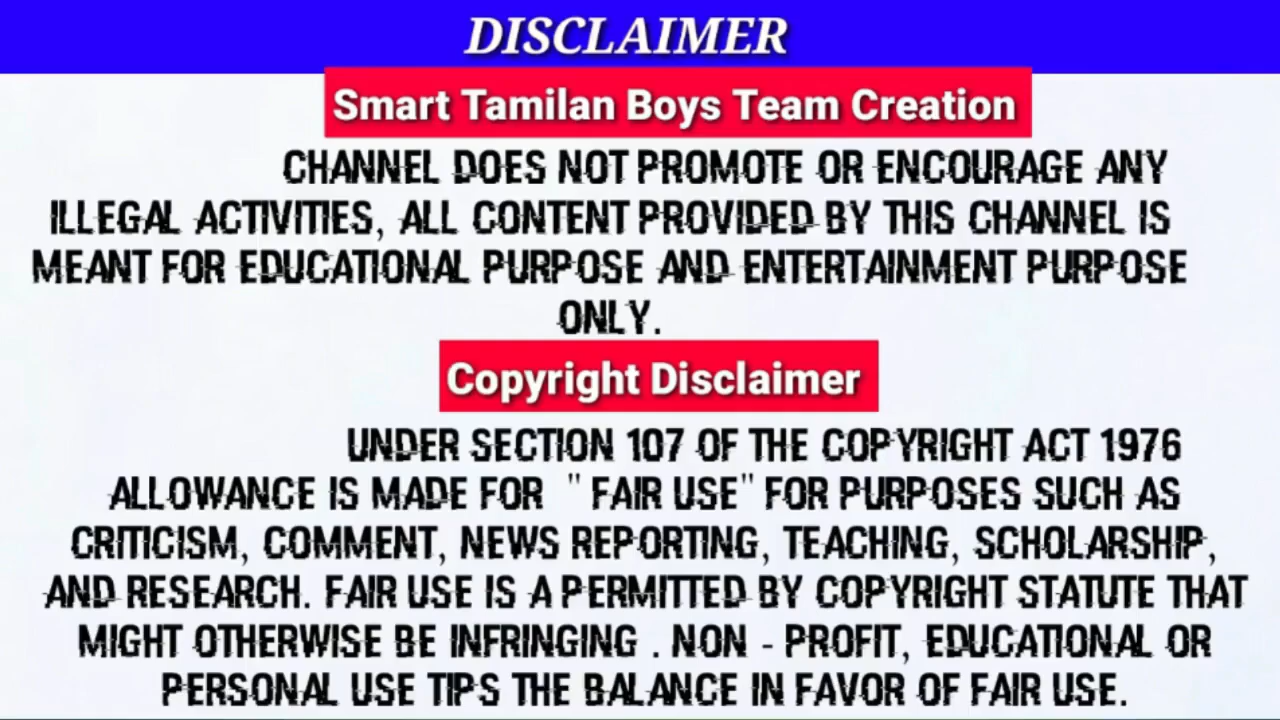 DISCLAIMER
Smart Tamilan Boys Team Creation
CHANNEL DOES NOT PROMOTE OR ENCOURAGE ANY
ILLEGAL ACTIVITIES, ALL CONTENT PROVIDED BY THIS CHANNEL IS
MEANT FOR EDUCATIONAL PURPOSE AND ENTERTAINMENT PURPOSE
ONLY.
Copyright Disclaimer
UNDER SECTION 107 OF THE COPYRIGHT ACT 1976
ALLOWANCE IS MADE FOR " FAIR USE" FOR PURPOSES SUCH AS
CRITICISM, COMMENT, NEWS REPORTING, TEACHING, SCHOLARSHIP,
AND RESEARCH. FAIR USE IS A PERMITTED BY COPYRIGHT STATUTE THAT
MIGHT OTHERWISE BE INFRINGING . NON - PROFIT, EDUCATIONAL OR
PERSONAL USE TIPS THE BALANCE IN FAVOR OF FAIR USE.